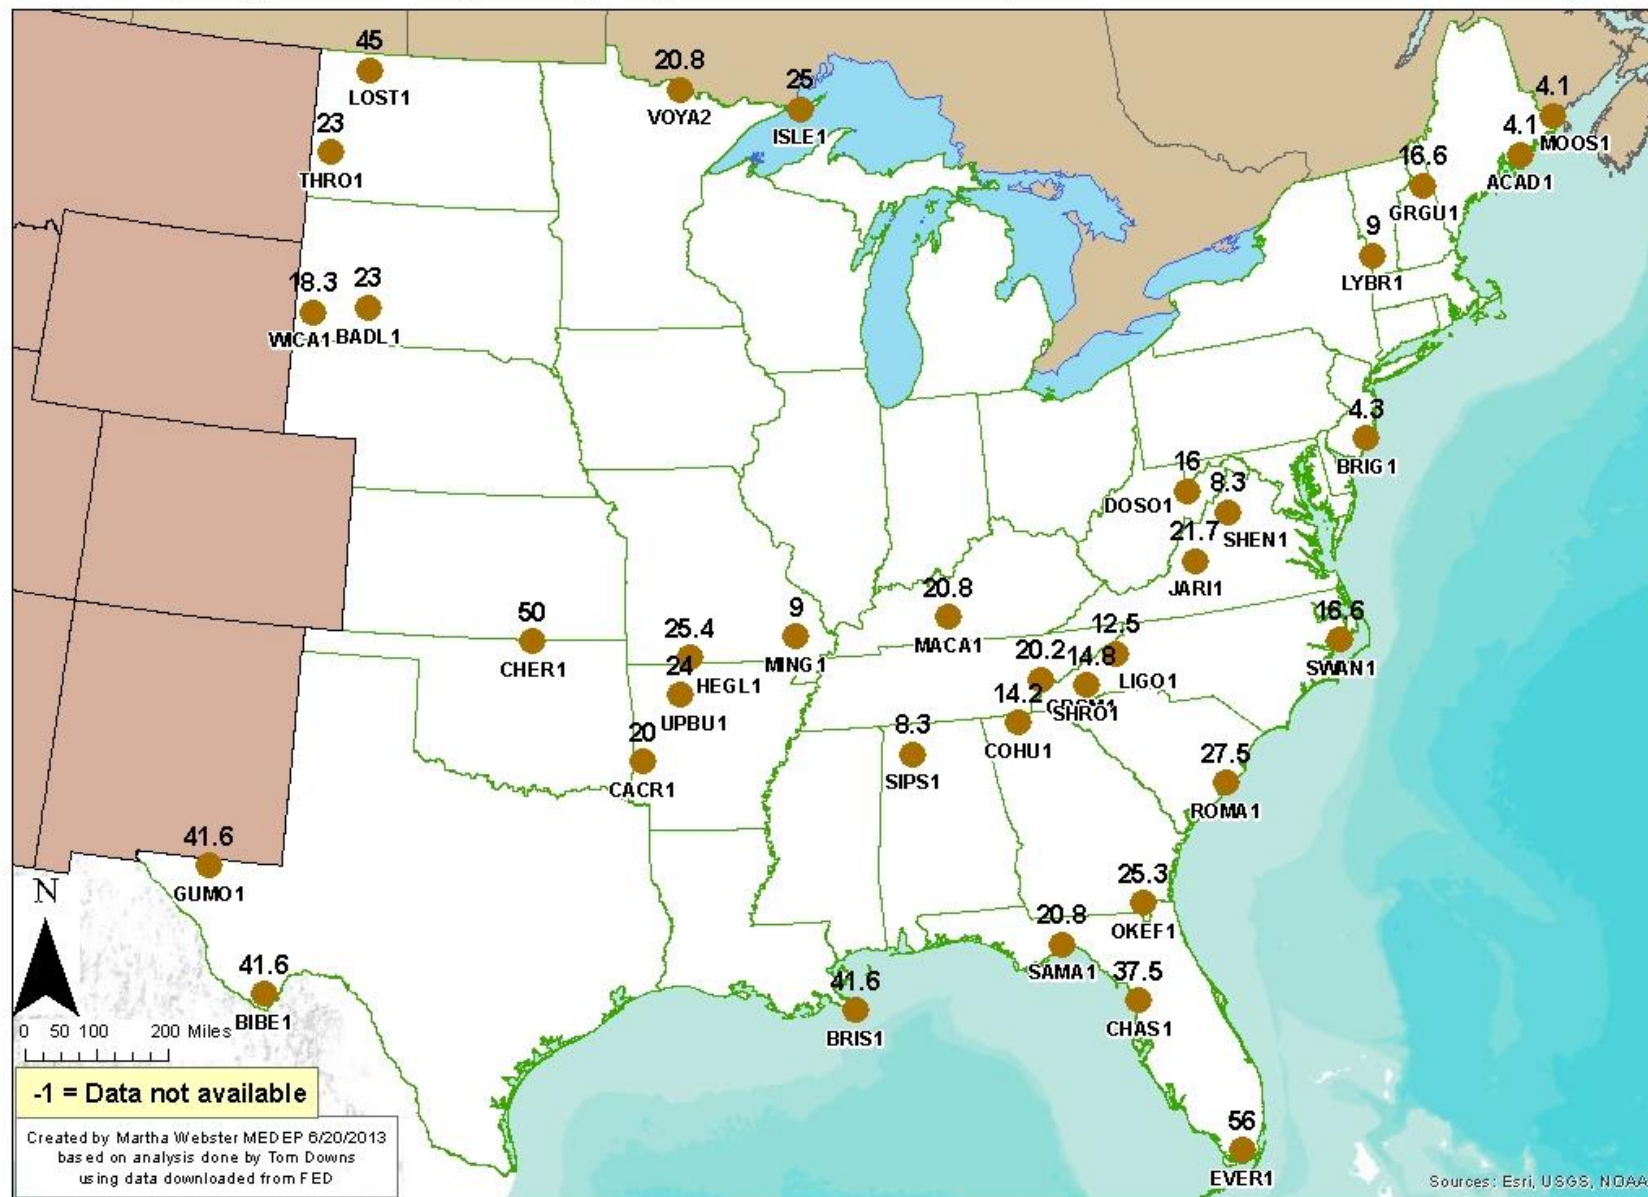 45
LOST1
20.8
VOYA2
25
ISLE1
4.1
MOOS1
4.1
ACAD1
23
THRO1
16.6
GRGU1
9
LYBR1
18.3
WICA1
23
BADL1
4.3
BRIG1
16
DOSO1
8.3
SHEN1
21.7
JARI1
50
CHER1
25.4
HEGL1
9
MING1
20.8
MACA1
12.5
LIGO1
16.6
SWAN1
24
UPBU1
20.2
14.8
SHRO1
14.2
COHU1
20
CACR1
8.3
SIPS1
27.5
ROMA1
41.6
GUMO1
25.3
OKEF1
20.8
SAMA1
41.6
BIBE1
41.6
BRIS1
37.5
CHAS1
56
EVER1
N
0 50 100 200 Miles
-1 = Data not available
Created by Martha Webster MEDEP 6/20/2013
based on analysis done by Tom Downs
using data downloaded from FED
Sources: Esri, USGS, NOAA